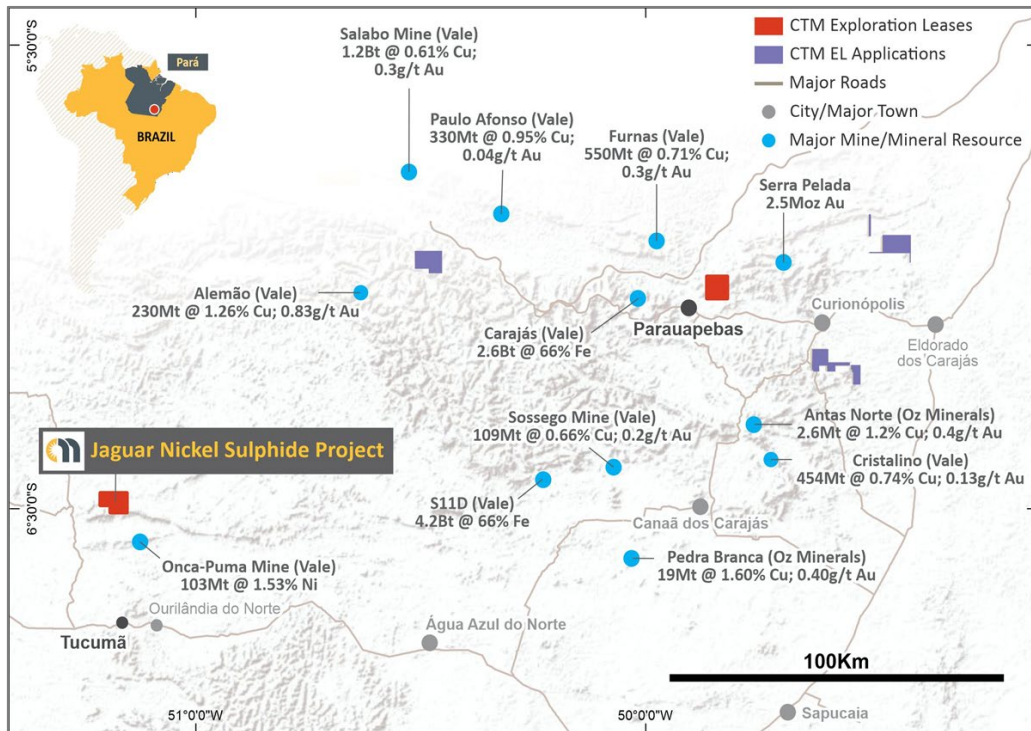 5°30'0"S
6°30'0"S
51°0'0"W
50°0'0"W
Pará
BRAZIL
CTM Exploration Leases
CTM EL Applications
Major Roads
City/Major Town
Major Mine/Mineral Resource
Salabo Mine (Vale)
1.2Bt @ 0.61% Cu;
0.3g/t Au
Paulo Afonso (Vale)
330Mt @ 0.95% Cu;
0.04g/t Au
Furnas (Vale)
550Mt @ 0.71% Cu;
0.3g/t Au
Serra Pelada
2.5Moz Au
Alemão (Vale)
230Mt @ 1.26% Cu; 0.83g/t Au
Carajás (Vale)
2.6Bt @ 66% Fe
Parauapebas
Curionópolis
Eldorado
dos Carajás
Jaguar Nickel Sulphide Project
Sossego Mine (Vale)
109Mt @ 0.66% Cu; 0.2g/t Au
Antas Norte (Oz Minerals)
2.6Mt @ 1.2% Cu; 0.4g/t Au
Cristalino (Vale)
454Mt @ 0.74% Cu; 0.13g/t Au
S11D (Vale)
4.2Bt @ 66% Fe
Canaã dos Carajás
Onca-Puma Mine (Vale)
103Mt @ 1.53% Ni
Pedra Branca (Oz Minerals)
19Mt @ 1.60% Cu; 0.40g/t Au
Ourilândia do Norte
Tucumã
Água Azul do Norte
100Km
Sapucaia